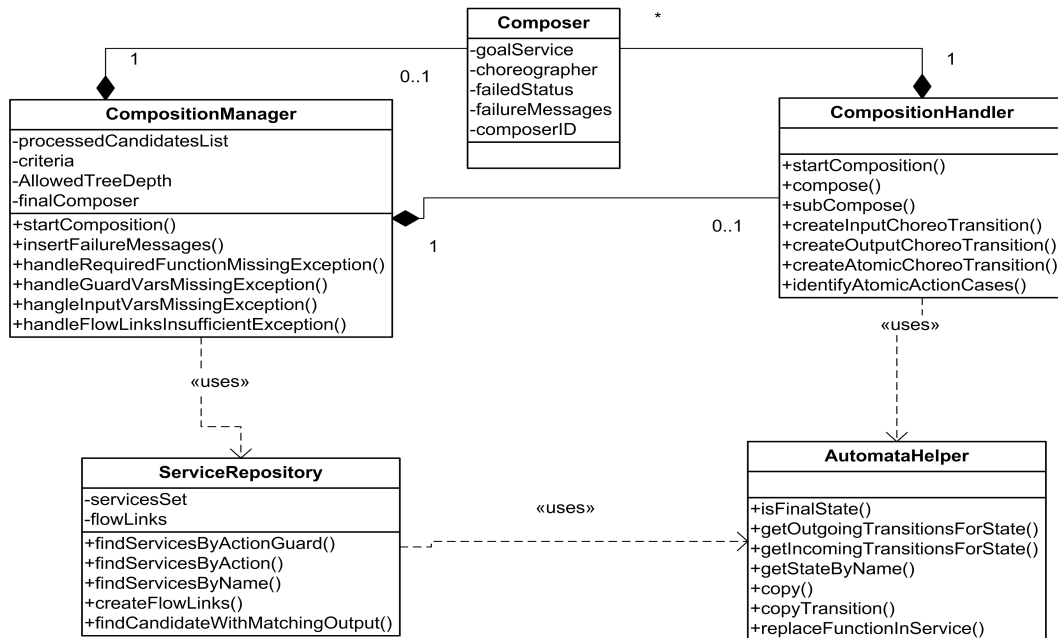 Composer
-goalService
-choreographer
-failedStatus
-failureMessages
-composerID
*
1
0..1
1
CompositionManager
-processedCandidatesList
-criteria
-AllowedTreeDepth
-finalComposer
+startComposition()
+insertFailureMessages()
+handleRequiredFunctionMissingException()
+handleGuardVarsMissingException()
+hangleInputVarsMissingException()
+handleFlowLinksInsufficientException()
CompositionHandler
+startComposition()
+compose()
+subCompose()
+createInputChoreoTransition()
+createOutputChoreoTransition()
+createAtomicChoreoTransition()
+identifyAtomicActionCases()
1
0..1
«uses»
«uses»
ServiceRepository
-servicesSet
-flowLinks
+findServicesByActionGuard()
+findServicesByAction()
+findServicesByName()
+createFlowLinks()
+findCandidateWithMatchingOutput()
«uses»
AutomataHelper
+isFinalState()
+getOutgoingTransitionsForState()
+getIncomingTransitionsForState()
+getStateByName()
+copy()
+copyTransition()
+replaceFunctionInService()